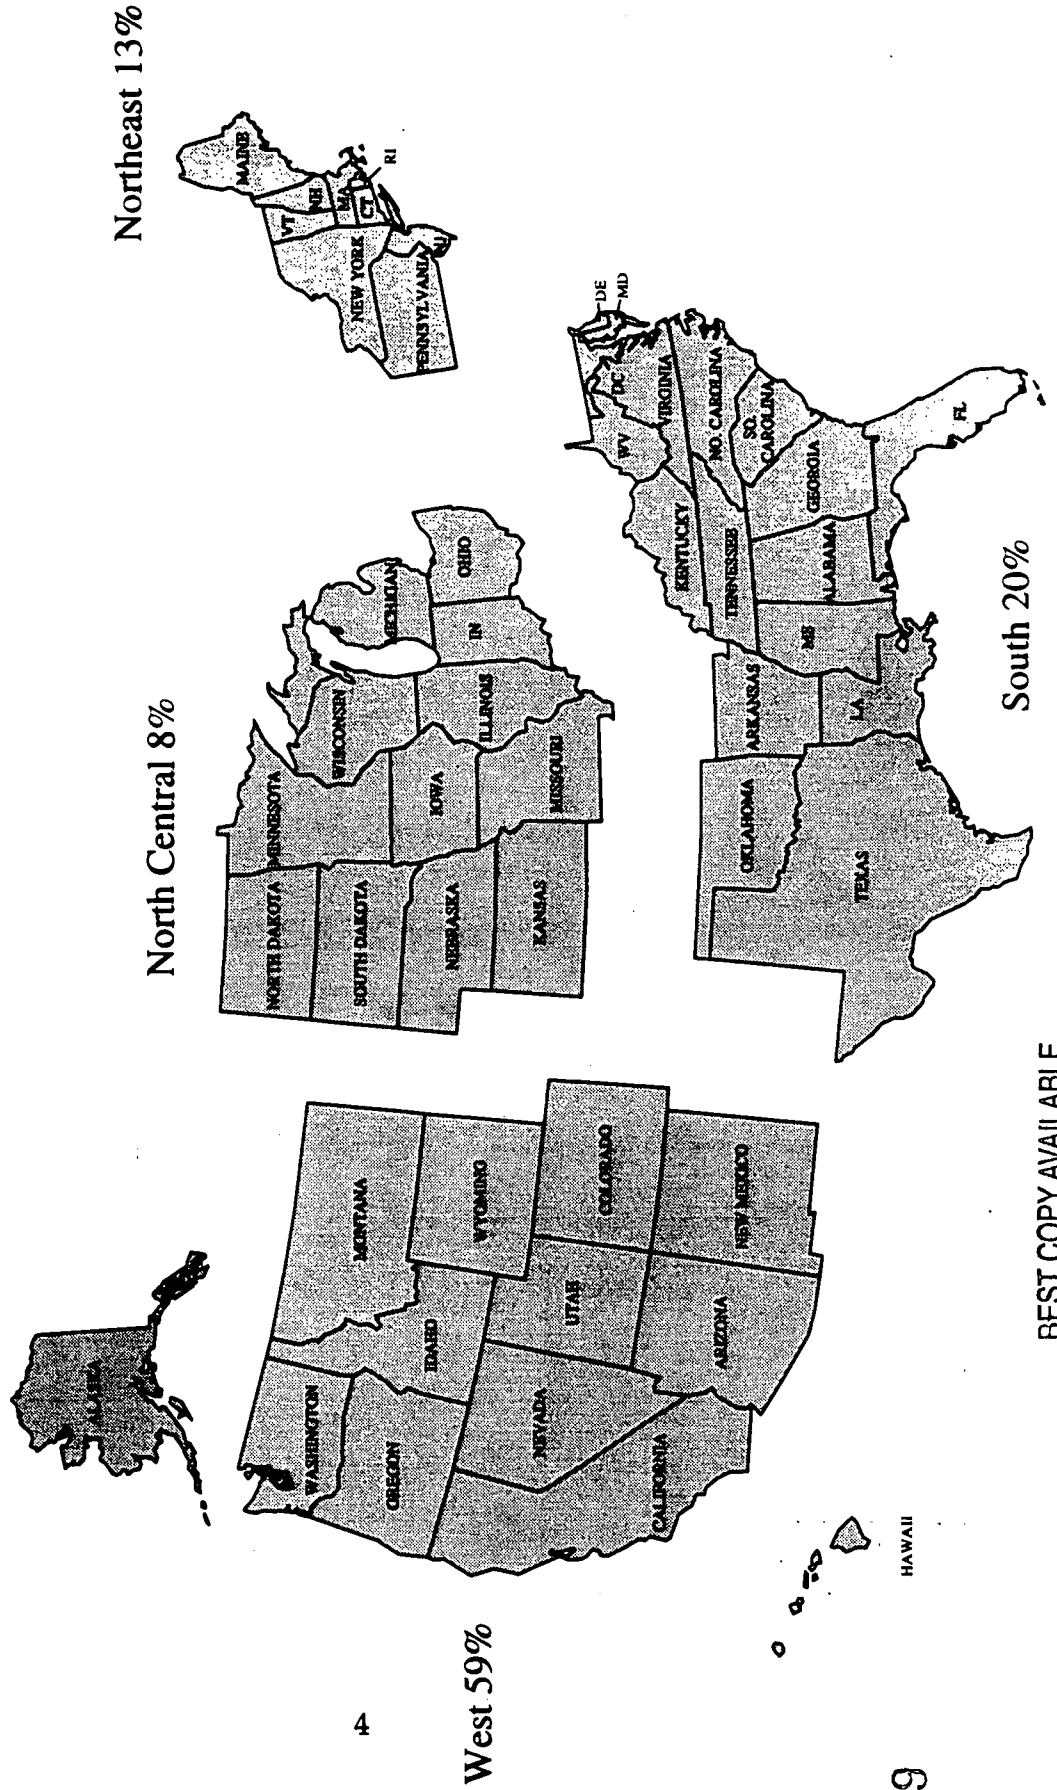 Northeast 13%
MAINE
VT
NH
MA
RI
CT
NEW YORK
NJ
PENNSYLVANIA
North Central 8%
NORTH DAKOTA
MINNESOTA
SOUTH DAKOTA
WISCONSIN
MICHIGAN
NEBRASKA
IOWA
ILLINOIS
IN
OHIO
KANSAS
MISSOURI
West 59%
ALASKA
WASHINGTON
MONTANA
OREGON
IDAHO
WYOMING
NEVADA
UTAH
COLORADO
CALIFORNIA
ARIZONA
NEW MEXICO
HAWAII
South 20%
DE
MD
DC
WV
VIRGINIA
KENTUCKY
NO. CAROLINA
TENNESSEE
SO.
CAROLINA
OKLAHOMA
ARKANSAS
MS
ALABAMA
GEORGIA
TEXAS
LA
FL
4
9
BEST COPY AVAILABLE